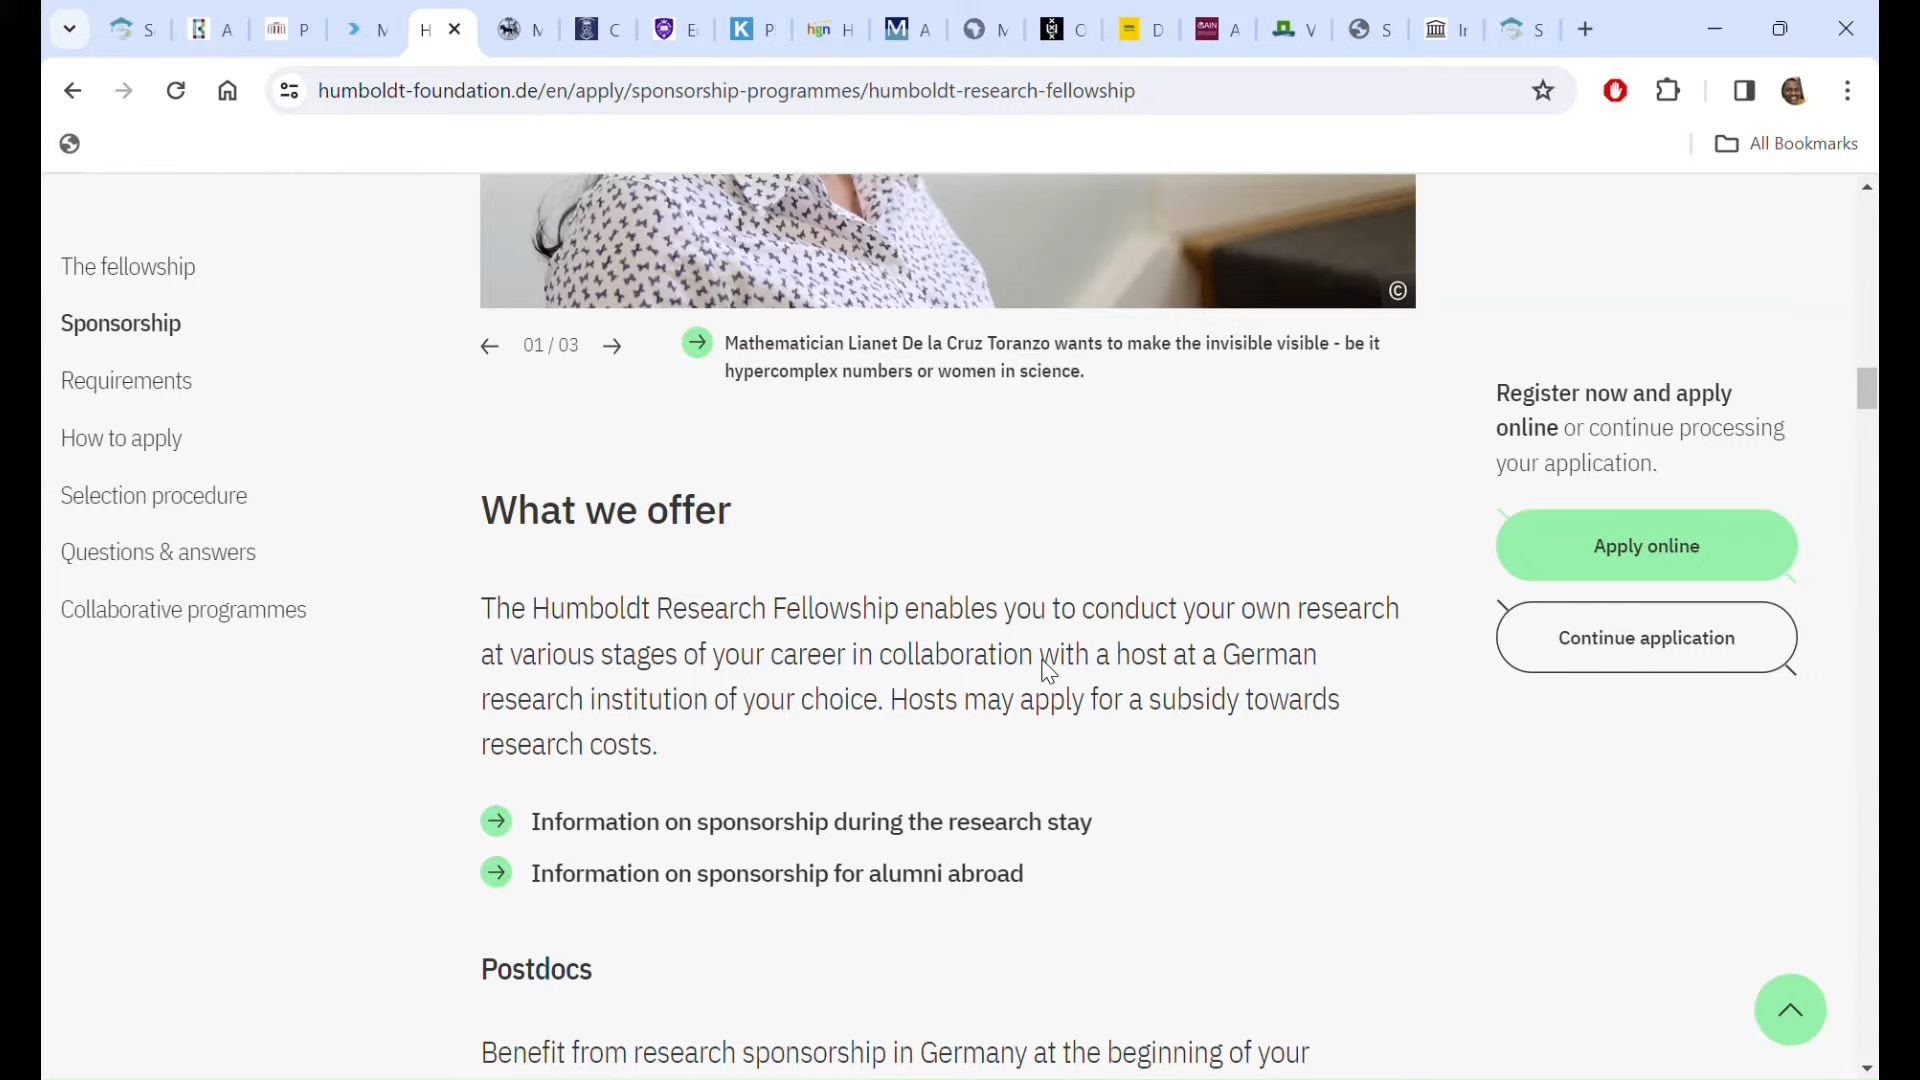 S
A
P
M
H
M
C
E
K P
hgn H
M A
M
C
D
GAIN A
V
S
Ir
S
humboldt-foundation.de/en/apply/sponsorship-programmes/humboldt-research-fellowship
All Bookmarks
The fellowship
Sponsorship
Requirements
How to apply
Selection procedure
Questions & answers
Collaborative programmes
©
01 / 03
Mathematician Lianet De la Cruz Toranzo wants to make the invisible visible - be it
hypercomplex numbers or women in science.
Register now and apply
online or continue processing
your application.
Apply online
Continue application
What we offer
The Humboldt Research Fellowship enables you to conduct your own research
at various stages of your career in collaboration with a host at a German
research institution of your choice. Hosts may apply for a subsidy towards
research costs.
Information on sponsorship during the research stay
Information on sponsorship for alumni abroad
Postdocs
Benefit from research sponsorship in Germany at the beginning of your